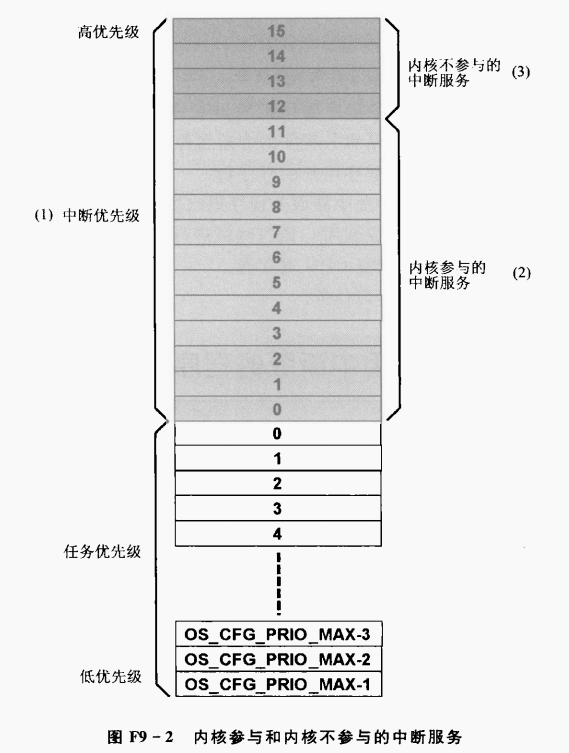 高优先级
15
14
13
12
内核不参与的
中断服务
(3)
11
10
9
8
7
6
5
4
3
2
1
0
(1) 中断优先级
内核参与的
中断服务
(2)
0
1
2
3
4
任务优先级
OS_CFG_PRIO_MAX-3
OS_CFG_PRIO_MAX-2
OS_CFG_PRIO_MAX-1
低优先级
图 F9-2 内核参与和内核不参与的中断服务